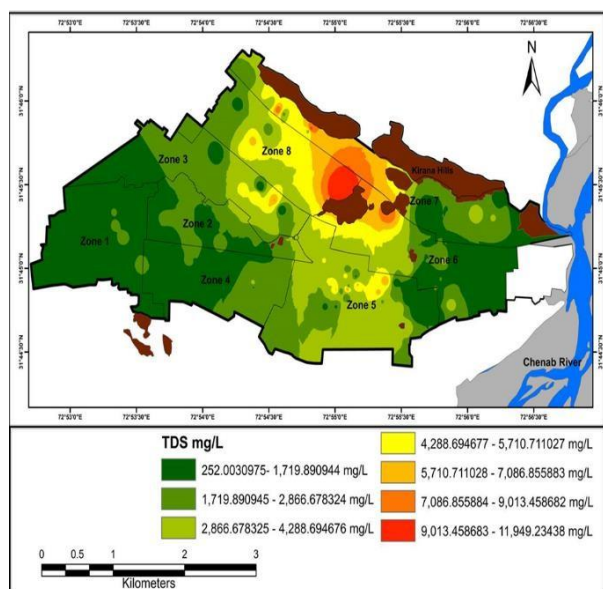 72°53'0"E 72°53'30"E 72°54'0"E 72°54'30"E 72°55'0"E 72°55'30"E 72°56'0"E 72°56'30"E
N
Zone 3
Zone 8
Kirana Hills
Zone 7
Zone 2
Zone 1
Zone 6
Zone 4
Zone 5
Chenab River
72°53'0"E 72°53'30"E 72°54'0"E 72°54'30"E 72°55'0"E 72°55'30"E 72°56'0"E 72°56'30"E
TDS mg/L
252.0030975- 1,719.890944 mg/L
1,719.890945 - 2,866.678324 mg/L
2,866.678325 - 4,288.694676 mg/L
4,288.694677 - 5,710.711027 mg/L
5,710.711028 - 7,086.855883 mg/L
7,086.855884 - 9,013.458682 mg/L
9,013.458683 - 11,949.23438 mg/L
0 0.5 1 2 3
Kilometers